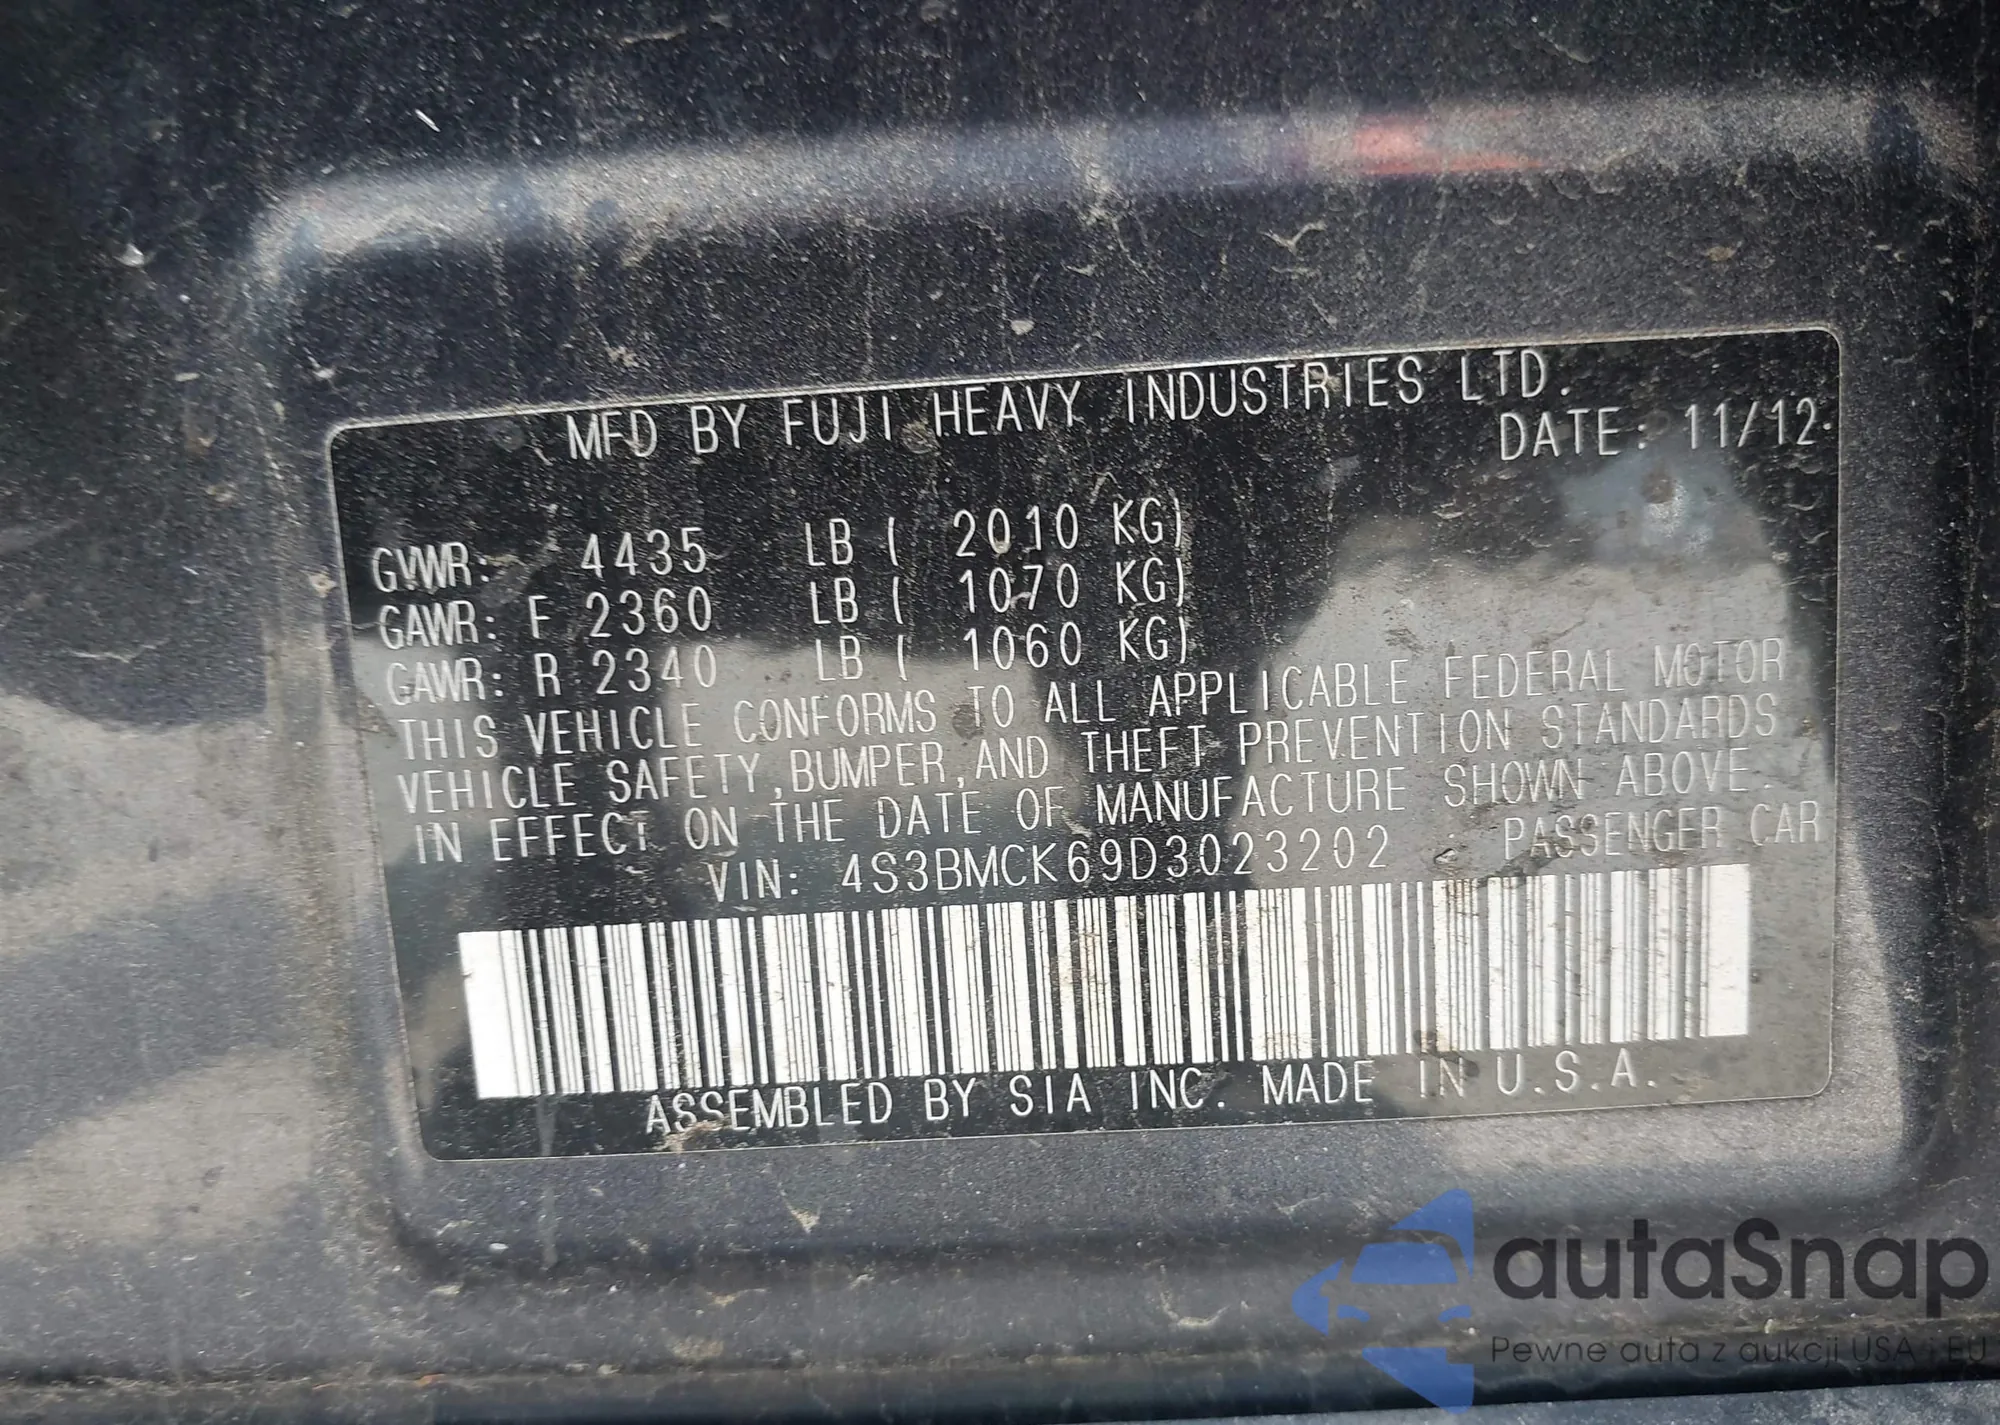 MFD BY FUJI HEAVY INDUSTRIES LTD.
DATE: 11/12
GVWR: 4435 LB ( 2010 KG)
GAWR: F 2360 LB ( 1070 KG)
GAWR: R 2340 LB ( 1060 KG)
THIS VEHICLE CONFORMS TO ALL APPLICABLE FEDERAL MOTOR
VEHICLE SAFETY,BUMPER,AND THEFT PREVENTION STANDARDS
IN EFFECT ON THE DATE OF MANUFACTURE SHOWN ABOVE.
VIN: 4S3BMCK69D3023202 : PASSENGER CAR
ASSEMBLED BY SIA INC. MADE IN U.S.A.
autaSnap
Pewne auta z aukcji USA i EU